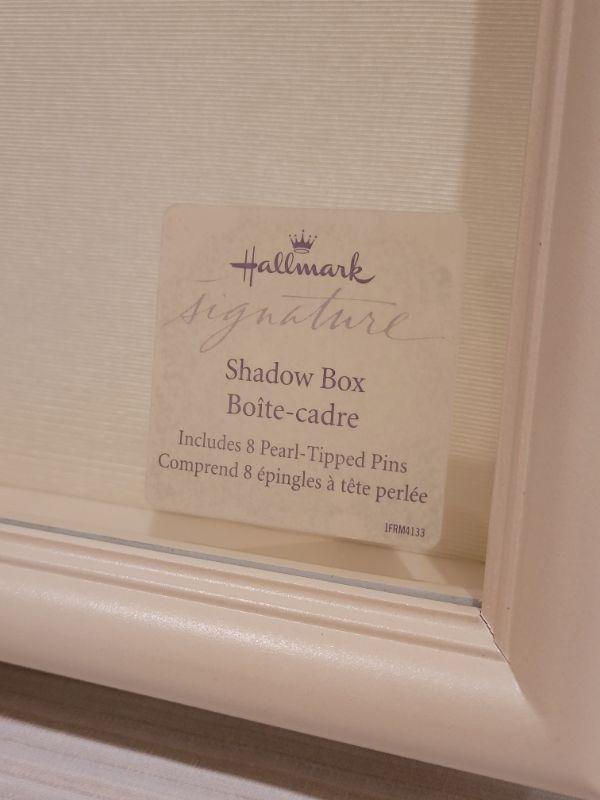 Hallmark
signature
Shadow Box
Boîte-cadre
Includes 8 Pearl-Tipped Pins
Comprend 8 épingles à tête perlée
1FRM4133